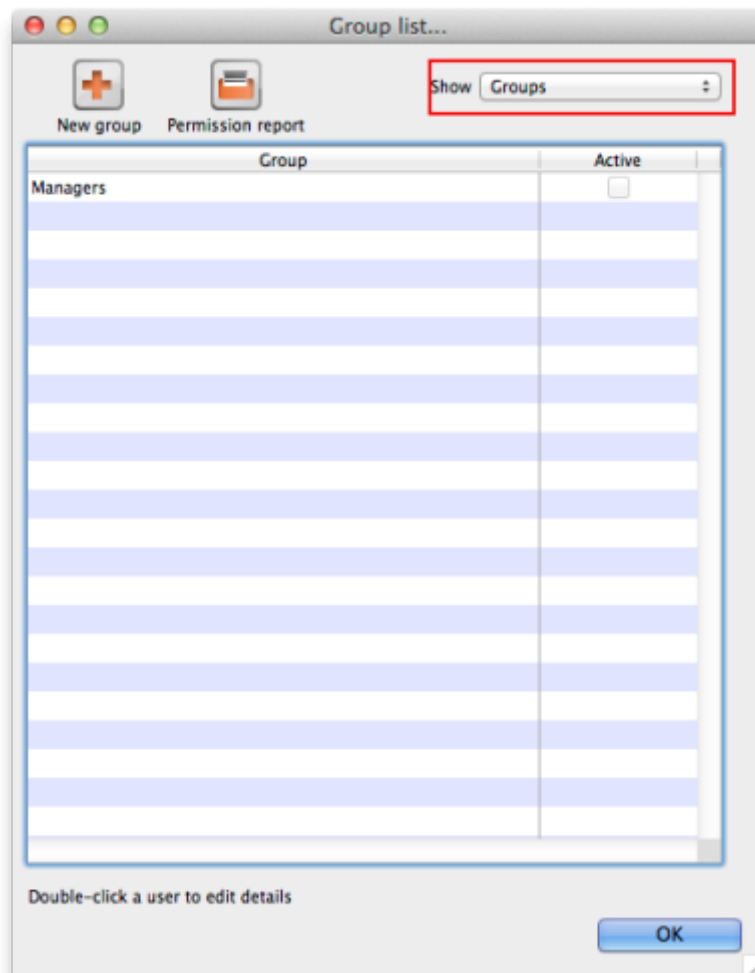 Group list...
Show Groups
New group Permission report
Group Active
Managers
Double-click a user to edit details
OK